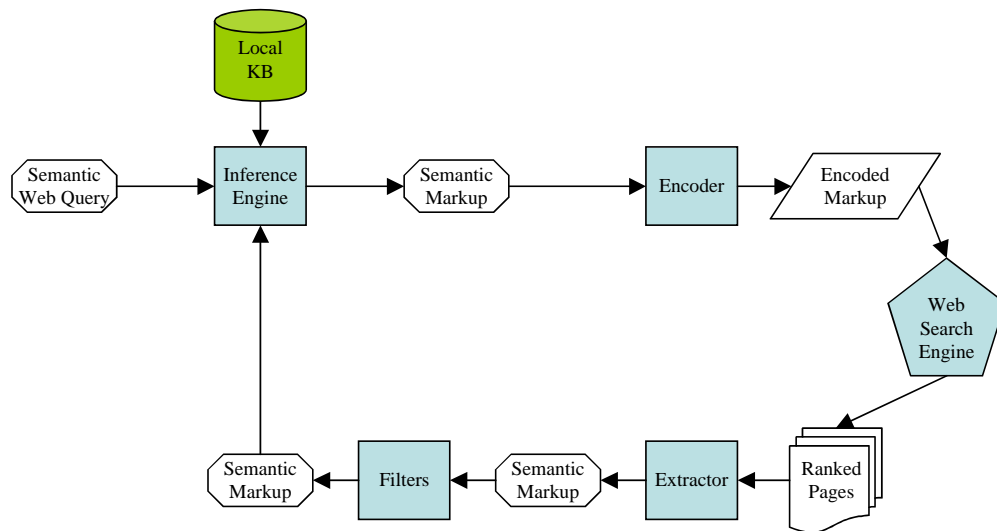 Local
KB
Semantic
Web Query
Inference
Engine
Semantic
Markup
Encoder
Encoded
Markup
Web
Search
Engine
Ranked
Pages
Extractor
Semantic
Markup
Filters
Semantic
Markup